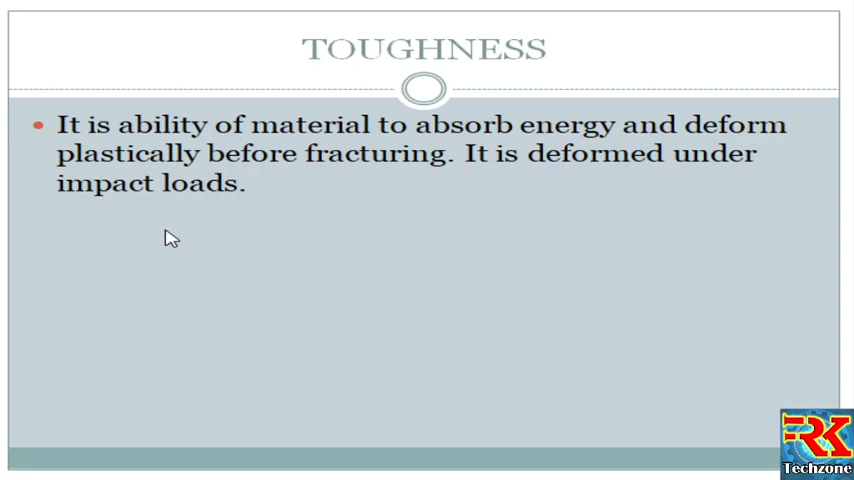 TOUGHNESS
It is ability of material to absorb energy and deform
plastically before fracturing. It is deformed under
impact loads.
RK
Techzone